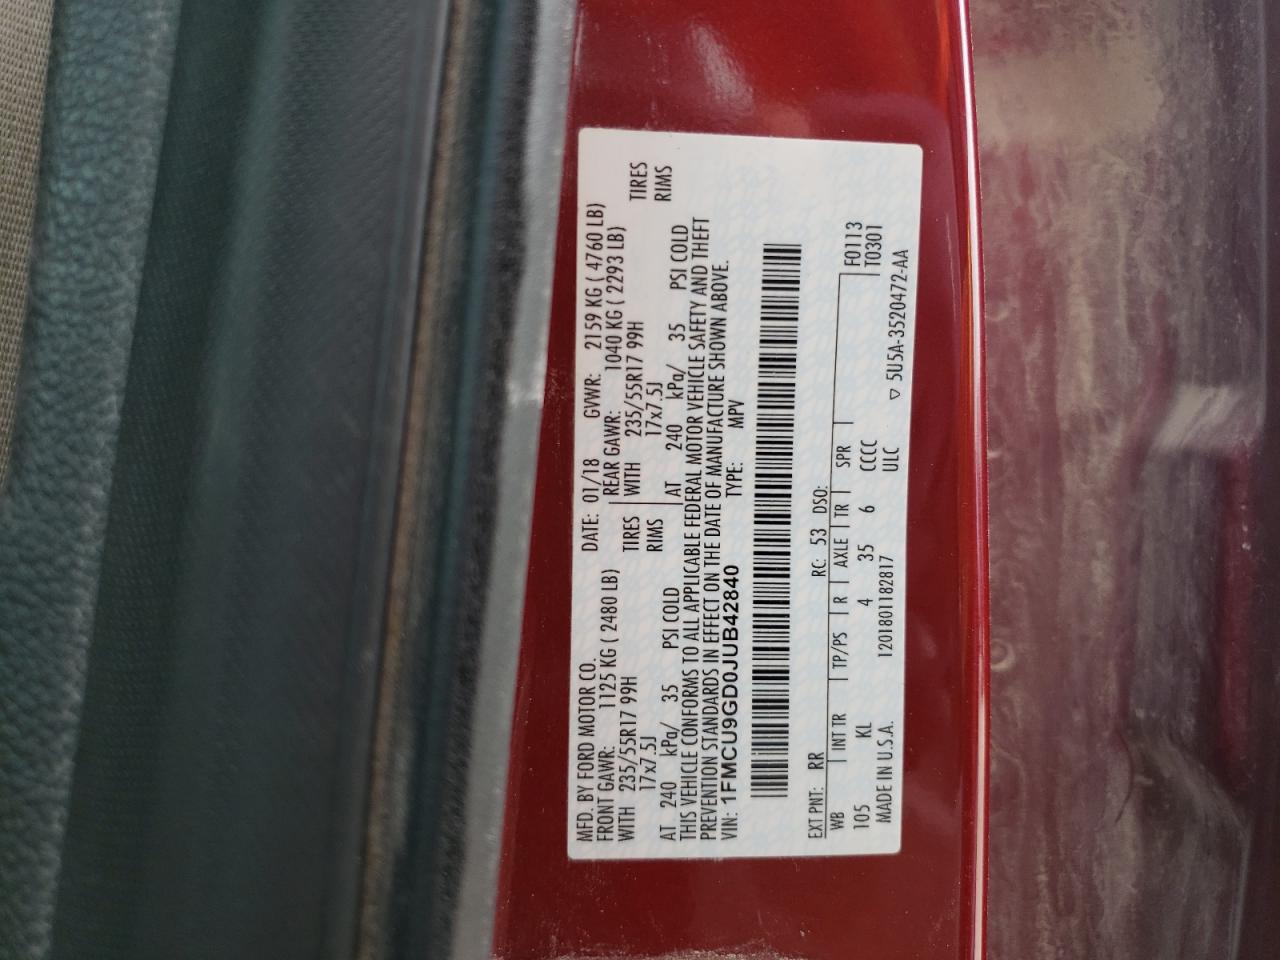 MFD. BY FORD MOTOR CO.
DATE: 01/18 GVWR: 2159 KG ( 4760 LB)
FRONT GAWR: 1125 KG ( 2480 LB)
REAR GAWR: 1040 KG ( 2293 LB)
WITH 235/55R17 99H TIRES
WITH 235/55R17 99H TIRES
17x7.5J RIMS
17x7.5J RIMS
AT 240 kPa/ 35 PSI COLD
AT 240 kPa/ 35 PSI COLD
THIS VEHICLE CONFORMS TO ALL APPLICABLE FEDERAL MOTOR VEHICLE SAFETY AND THEFT
PREVENTION STANDARDS IN EFFECT ON THE DATE OF MANUFACTURE SHOWN ABOVE.
VIN: 1FMCU9GD0JUB42840 TYPE: MPV
EXT PNT: RR RC: 53 DSO:
WB INT TR TP/PS R AXLE TR SPR F0113
105 KL 4 35 6 CCCC T0301
MADE IN U.S.A. 1201801182817 ULC ▽ 5U5A-3520472-AA